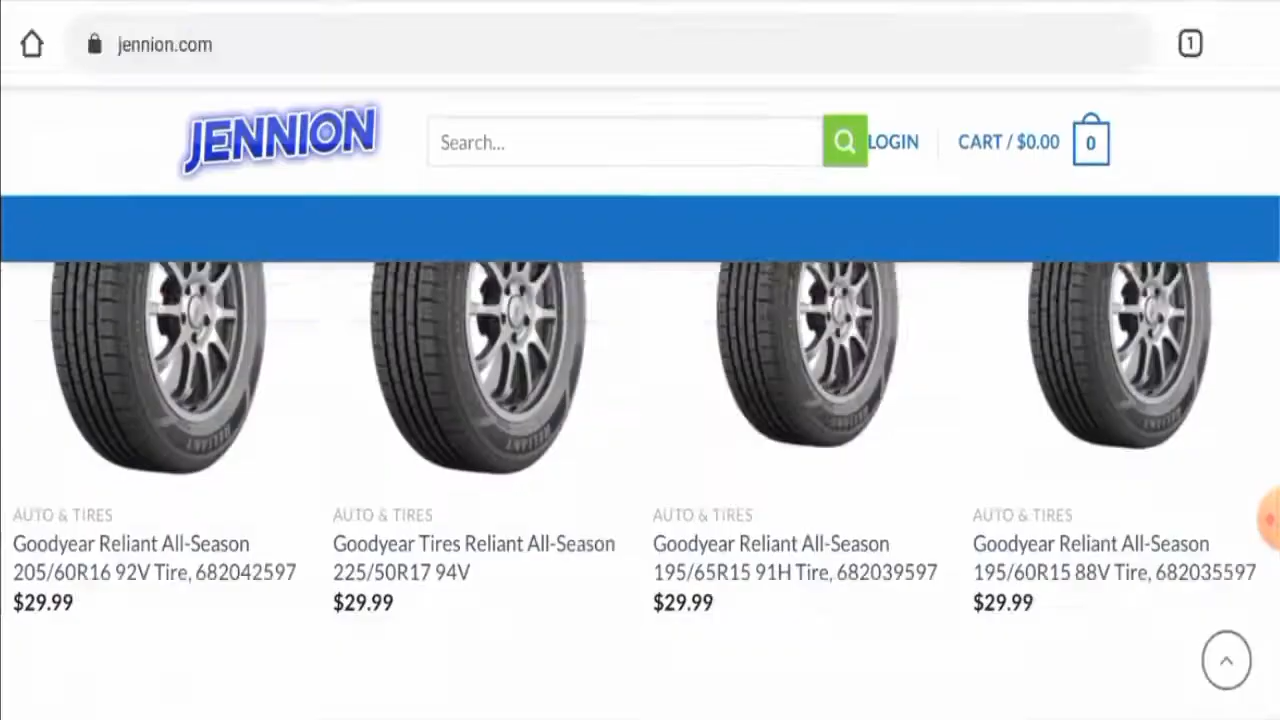 jennion.com
1
JENNION
Search...
LOGIN
CART / $0.00
0
RELIANT
RELIANT
AUTO & TIRES
Goodyear Reliant All-Season
205/60R16 92V Tire, 682042597
$29.99
AUTO & TIRES
Goodyear Tires Reliant All-Season
225/50R17 94V
$29.99
AUTO & TIRES
Goodyear Reliant All-Season
195/65R15 91H Tire, 682039597
$29.99
AUTO & TIRES
Goodyear Reliant All-Season
195/60R15 88V Tire, 682035597
$29.99